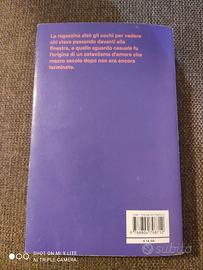 La ragazzina alzò gli occhi per vedere
chi stava passando davanti alla
finestra, e quello sguardo casuale fu
l'origine di un cataclisma d'amore che
mezzo secolo dopo non era ancora
terminato.
SHOT ON MI 9 LITE
AI TRIPLE CAMERA
subito